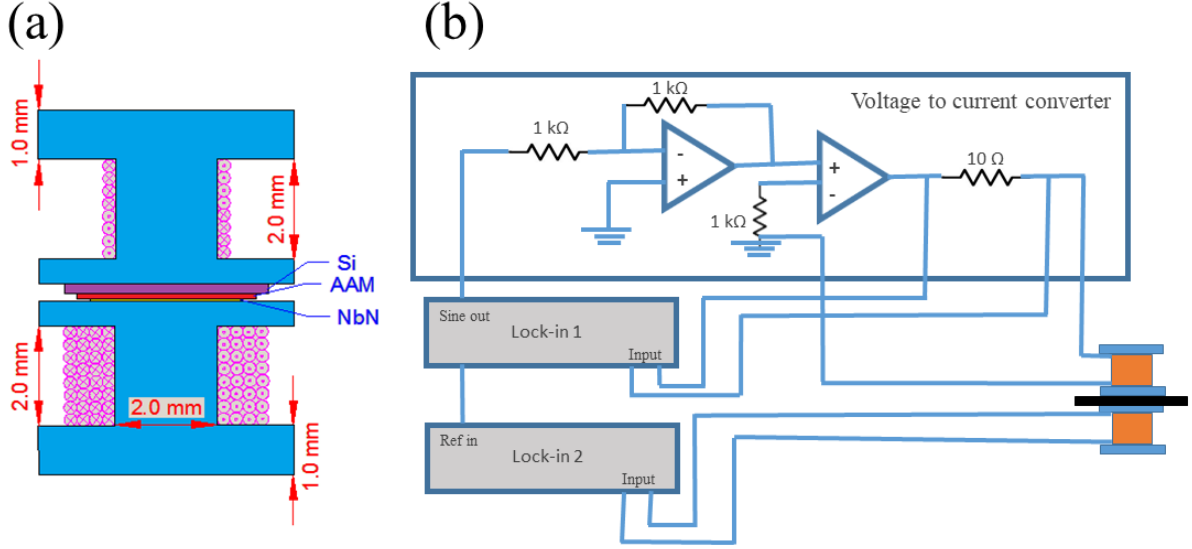 (a)
(b)
1.0 mm
2.0 mm
Si
AAM
NbN
2.0 mm
2.0 mm
1.0 mm
1 kΩ
Voltage to current converter
1 kΩ
-
+
10 Ω
+
-
1 kΩ
Sine out
Lock-in 1
Input
Ref in
Lock-in 2
Input